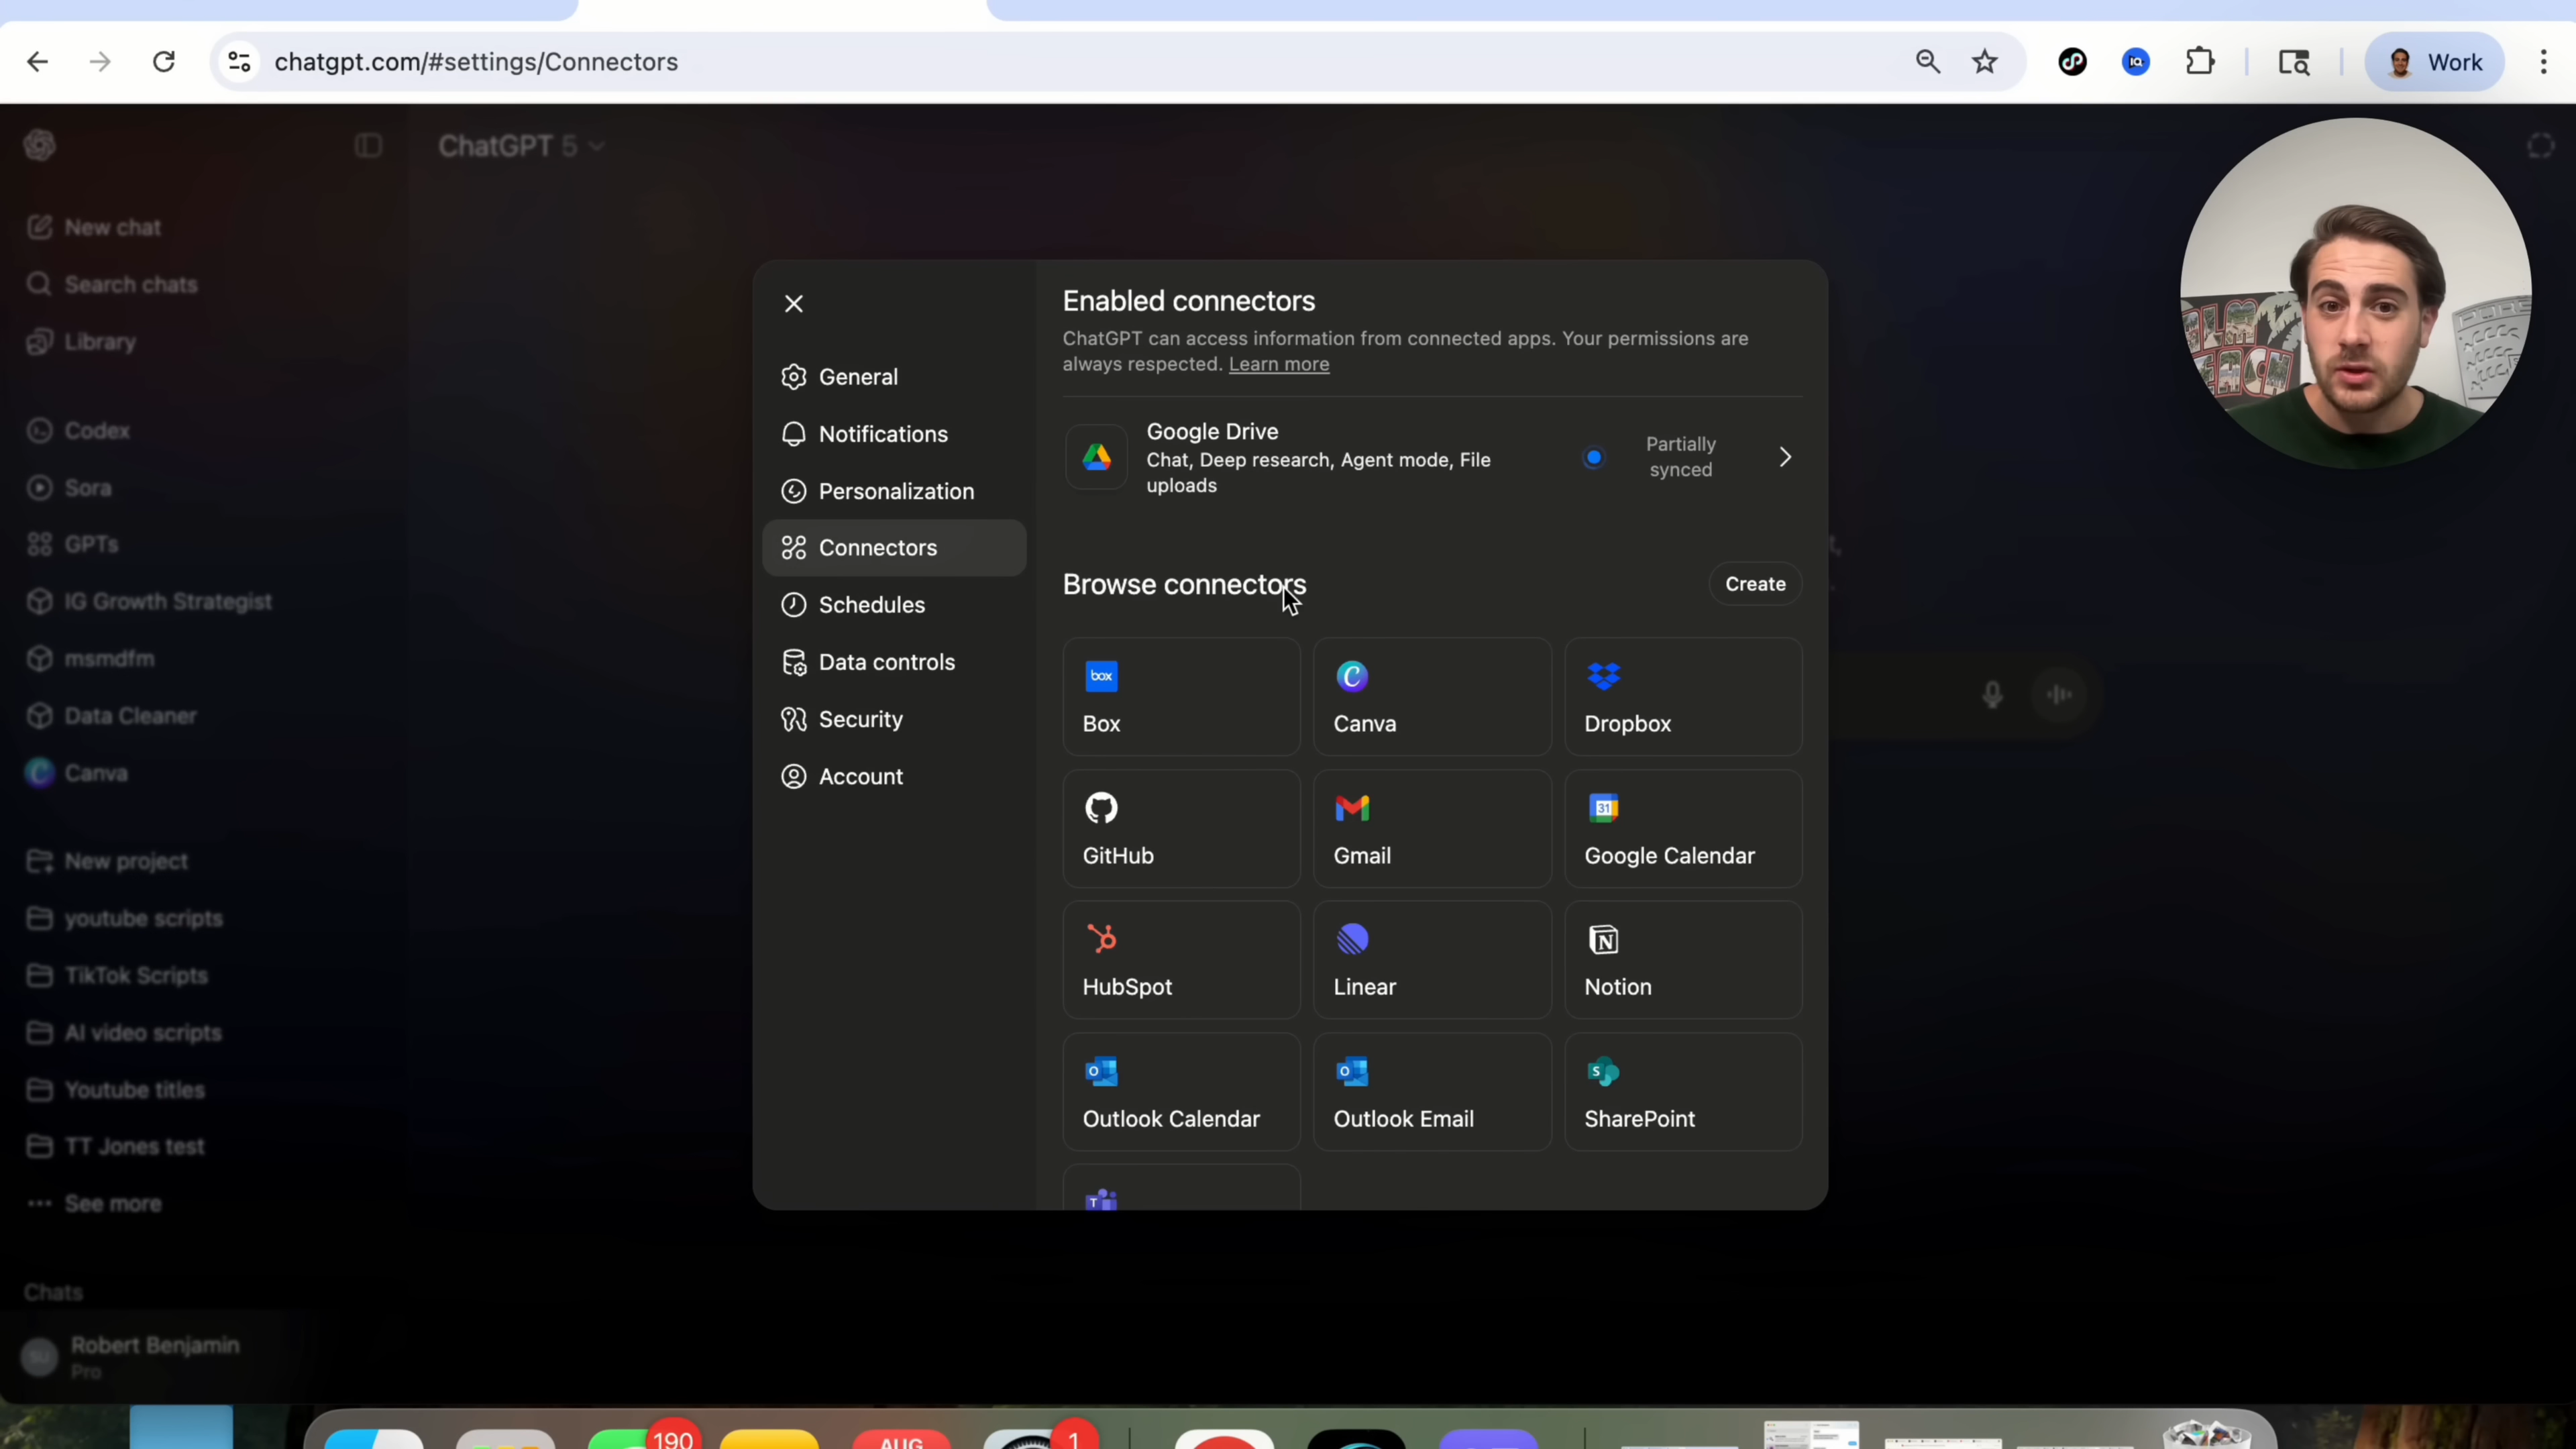 chatgpt.com/#settings/Connectors
IQ
Work
ChatGPT 5
New chat
Search chats
Library
Codex
Sora
GPTs
IG Growth Strategist
msmdfm
Data Cleaner
Canva
New project
youtube scripts
TikTok Scripts
AI video scripts
Youtube titles
TT Jones test
See more
Chats
Robert Benjamin
Pro
General
Notifications
Personalization
Connectors
Schedules
Data controls
Security
Account
Enabled connectors
ChatGPT can access information from connected apps. Your permissions are
always respected. Learn more
Google Drive
Chat, Deep research, Agent mode, File
uploads
Partially
synced
Browse connectors
Create
box
Box
Canva
Dropbox
GitHub
Gmail
31
Google Calendar
HubSpot
Linear
Notion
Outlook Calendar
Outlook Email
SharePoint
190
AUG
1